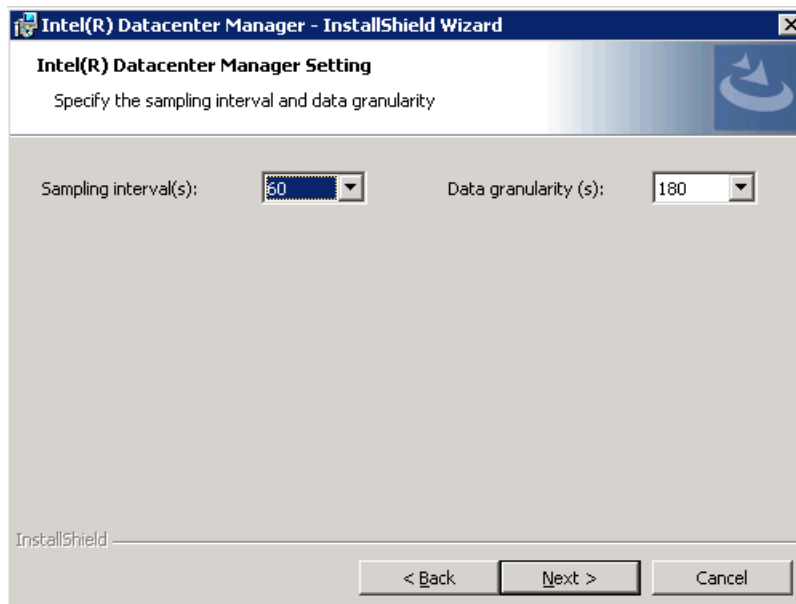 Intel(R) Datacenter Manager - InstallShield Wizard
Intel(R) Datacenter Manager Setting
Specify the sampling interval and data granularity
Sampling interval(s): 60 Data granularity (s): 180
InstallShield
< Back Next > Cancel